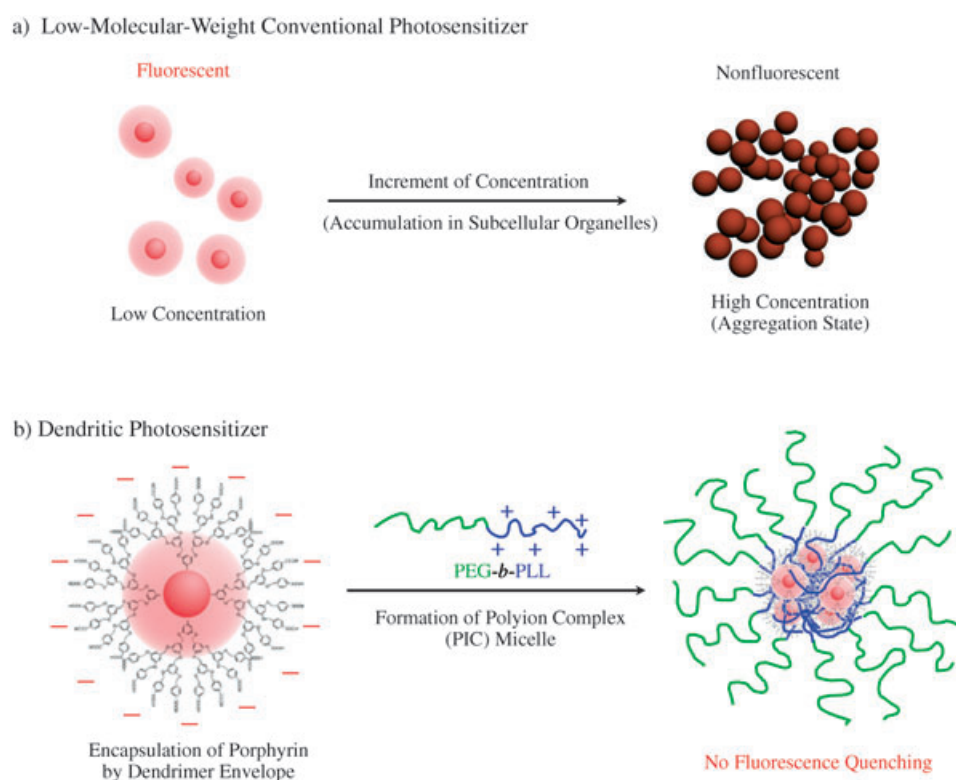 a) Low-Molecular-Weight Conventional Photosensitizer
Fluorescent
Nonfluorescent
Increment of Concentration
(Accumulation in Subcellular Organelles)
Low Concentration
High Concentration
(Aggregation State)
b) Dendritic Photosensitizer
+ + + + + +
PEG-b-PLL
Formation of Polyion Complex
(PIC) Micelle
Encapsulation of Porphyrin
by Dendrimer Envelope
No Fluorescence Quenching